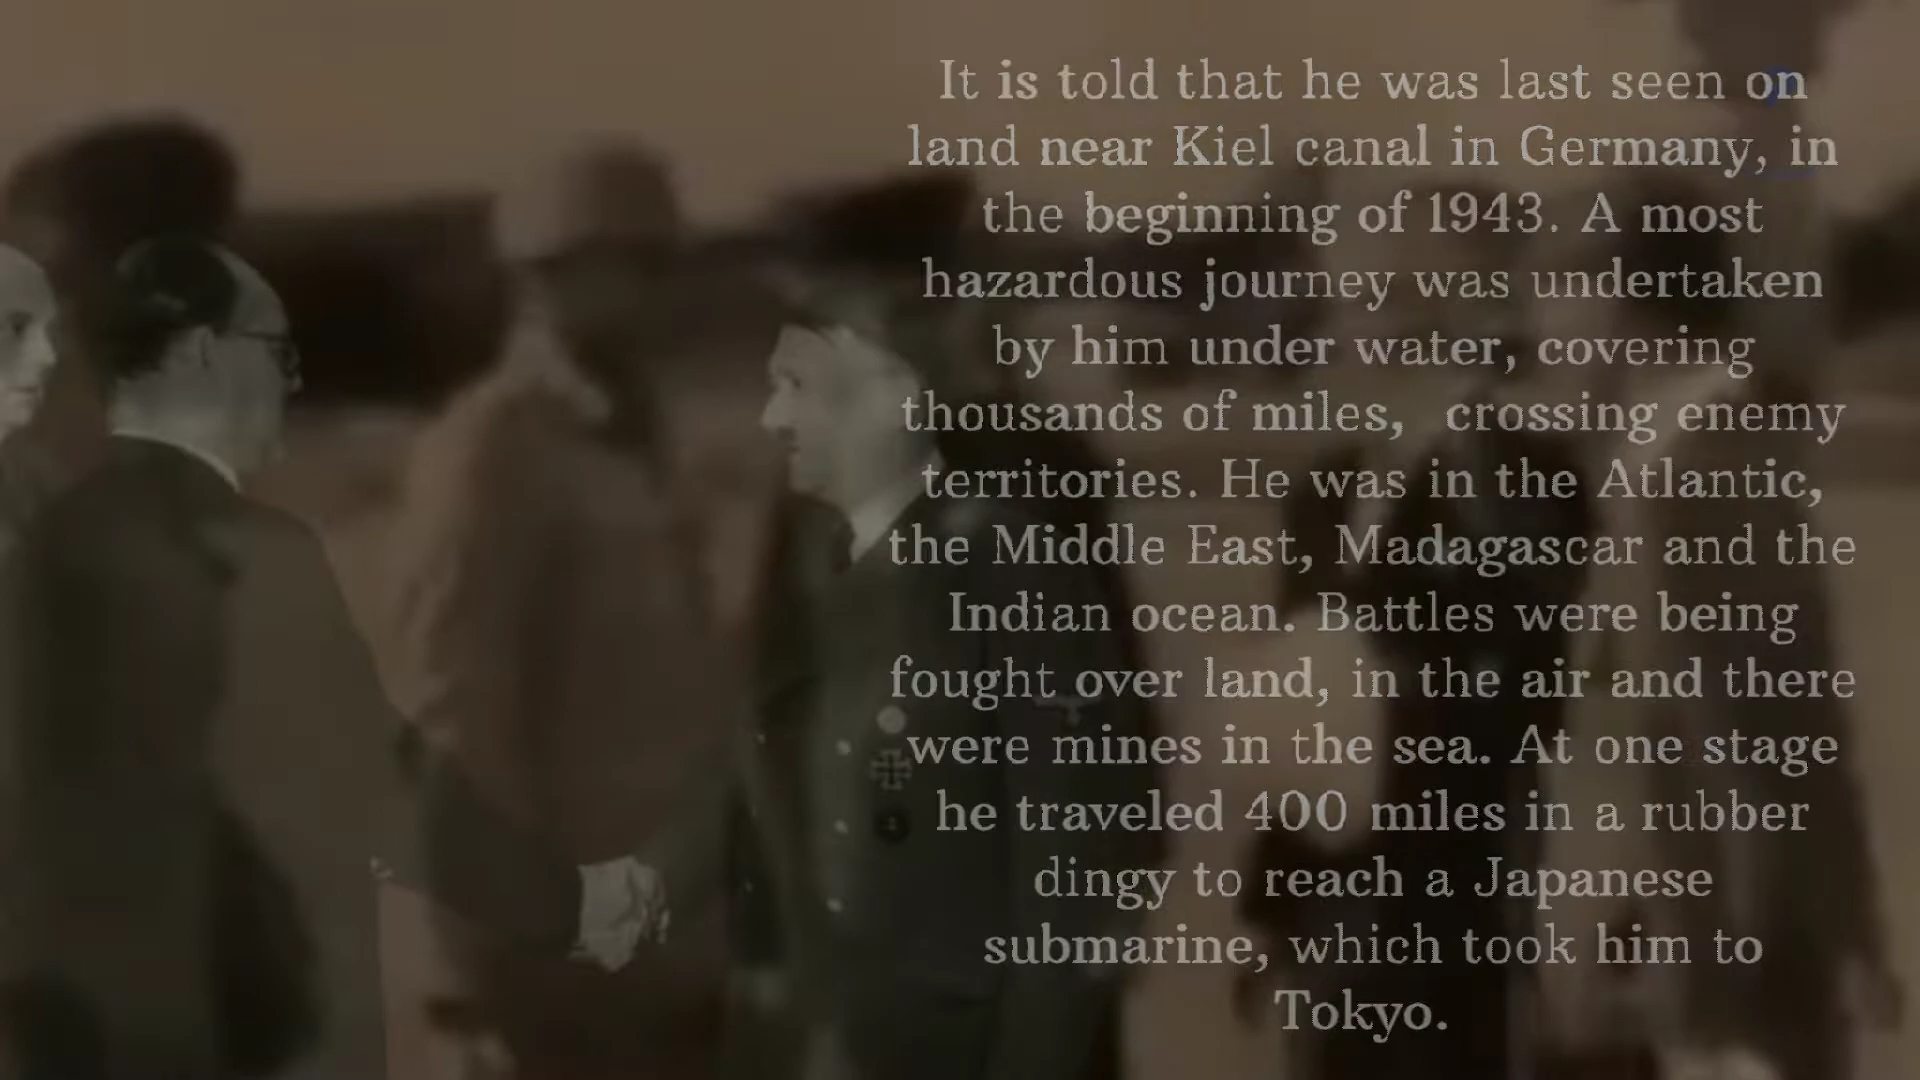 It is told that he was last seen on
land near Kiel canal in Germany, in
the beginning of 1943. A most
hazardous journey was undertaken
by him under water, covering
thousands of miles, crossing enemy
territories. He was in the Atlantic,
the Middle East, Madagascar and the
Indian ocean. Battles were being
fought over land, in the air and there
were mines in the sea. At one stage
he traveled 400 miles in a rubber
dingy to reach a Japanese
submarine, which took him to
Tokyo.